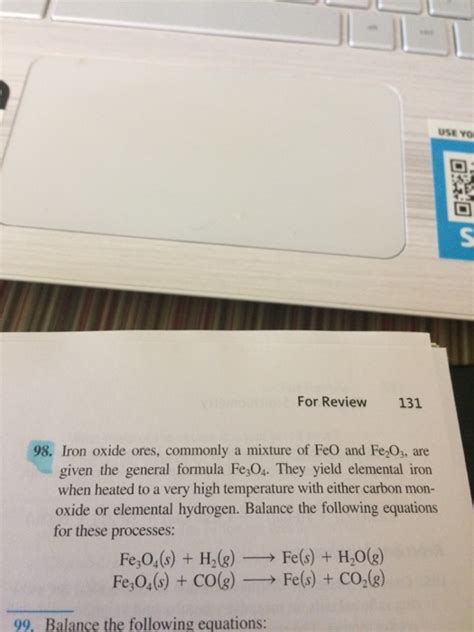 alt
USE YO
S
For Review 131
98. Iron oxide ores, commonly a mixture of FeO and Fe₂O₃, are
given the general formula Fe₃O₄. They yield elemental iron
when heated to a very high temperature with either carbon mon-
oxide or elemental hydrogen. Balance the following equations
for these processes:
Fe₃O₄(s) + H₂(g) ⟶ Fe(s) + H₂O(g)
Fe₃O₄(s) + CO(g) ⟶ Fe(s) + CO₂(g)
99. Balance the following equations: